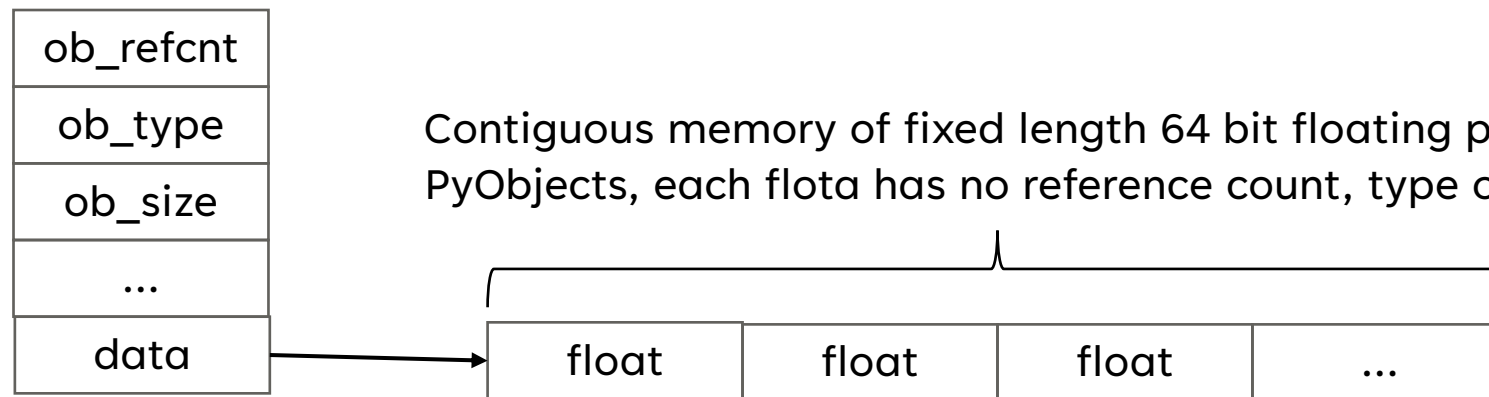 ob_refcnt
ob_type
ob_size
...
data
Contiguous memory of fixed length 64 bit floating
PyObjects, each flota has no reference count, type
float
float
float
...